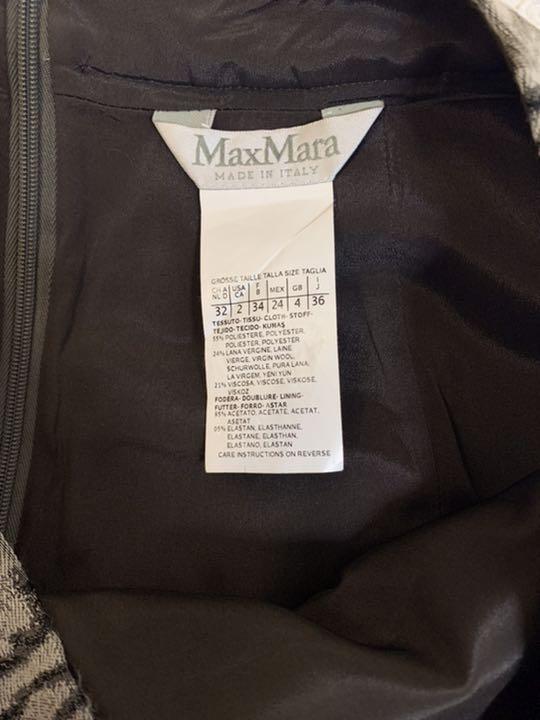 MaxMara
MADE IN ITALY
GRÖSSE TAILLE TALLA SIZE TAGLIA
CH A USA F MEX GB I
NL D CA B J
32 2 34 24 4 36
TESSUTO-TISSU-CLOTH-STOFF-
TEJIDO-TECIDO-KUMAŞ
55% POLIESTERE, POLYESTER,
POLIESTER, POLYESTER
24% LANA VERGINE, LAINE
VIERGE, VIRGIN WOOL,
SCHURWOLLE, PURA LANA,
LA VIRGEM, YENI YUN
21% VISCOSA, VISCOSE, VISKOSE,
VISKOZ
FODERA-DOUBLURE-LINING-
FUTTER-FORRO-ASTAR
95% ACETATO, ACETATE, ACETAT,
ASETAT
05% ELASTAN, ELASTHANNE,
ELASTANE, ELASTHAN,
ELASTANO, ELASTAN
CARE INSTRUCTIONS ON REVERSE